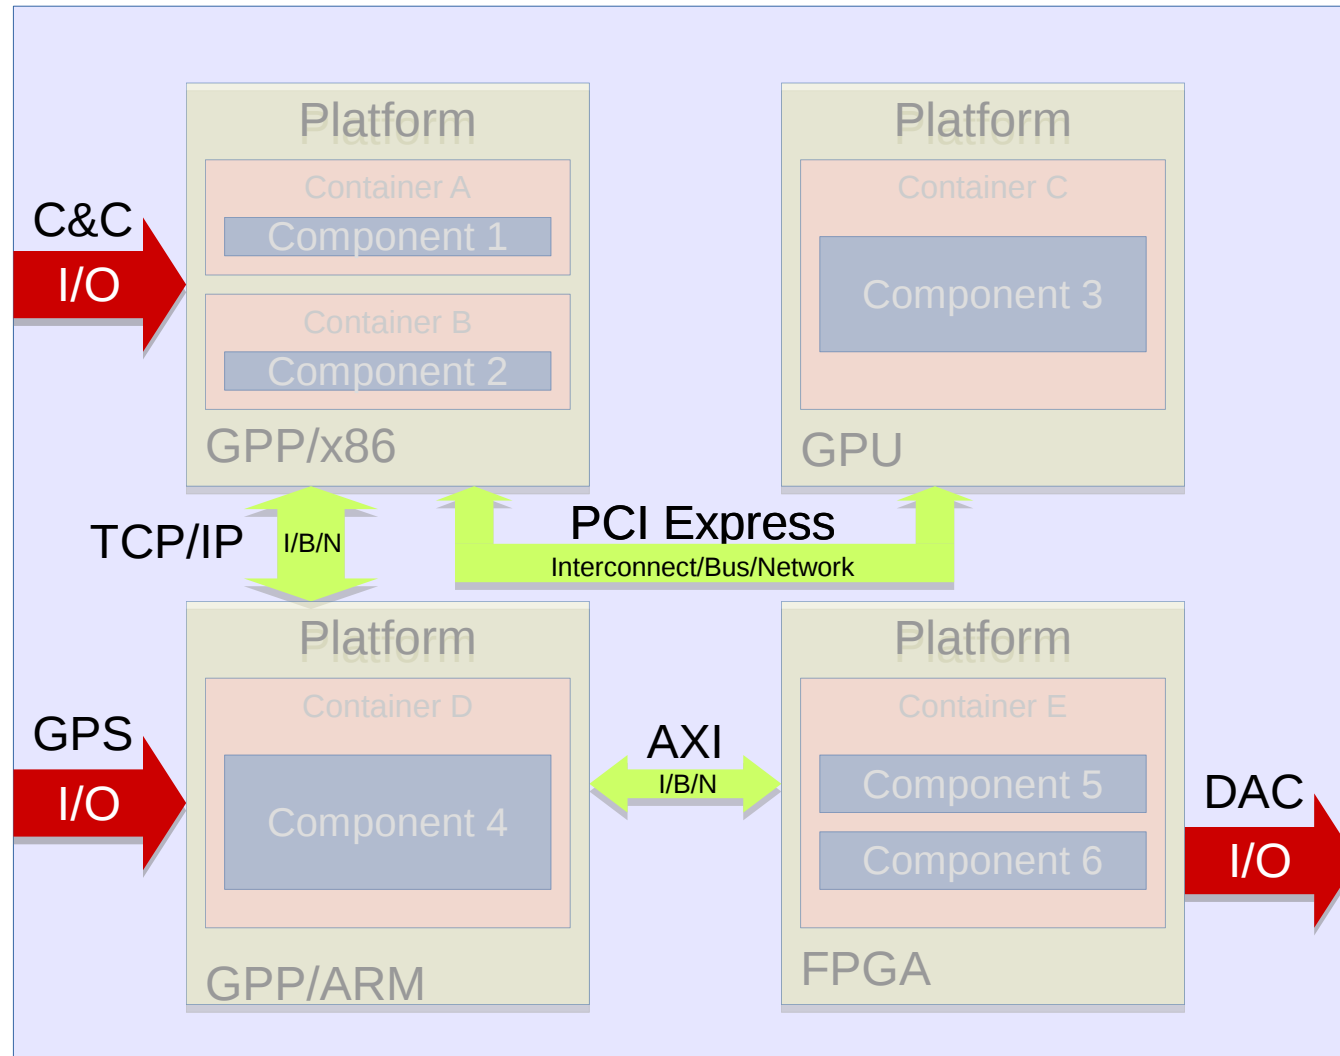 Platform
Container A
Component 1
Container B
Component 2
GPP/x86
Platform
Container C
Component 3
GPU
C&C
I/O
TCP/IP
I/B/N
PCI Express
Interconnect/Bus/Network
Platform
Container D
Component 4
GPP/ARM
GPS
I/O
AXI
I/B/N
Platform
Container E
Component 5
Component 6
FPGA
DAC
I/O